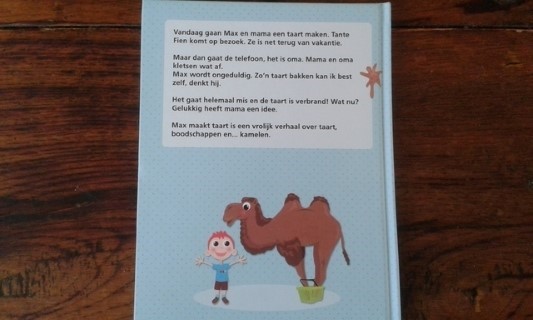 Vandaag gaan Max en mama een taart maken. Tante
Fien komt op bezoek. Ze is net terug van vakantie.
Maar dan gaat de telefoon, het is oma. Mama en oma
kletsen wat af.
Max wordt ongeduldig. Zo'n taart bakken kan ik best
zelf, denkt hij.
Het gaat helemaal mis en de taart is verbrand! Wat nu?
Gelukkig heeft mama een idee.
Max maakt taart is een vrolijk verhaal over taart,
boodschappen en... kamelen.